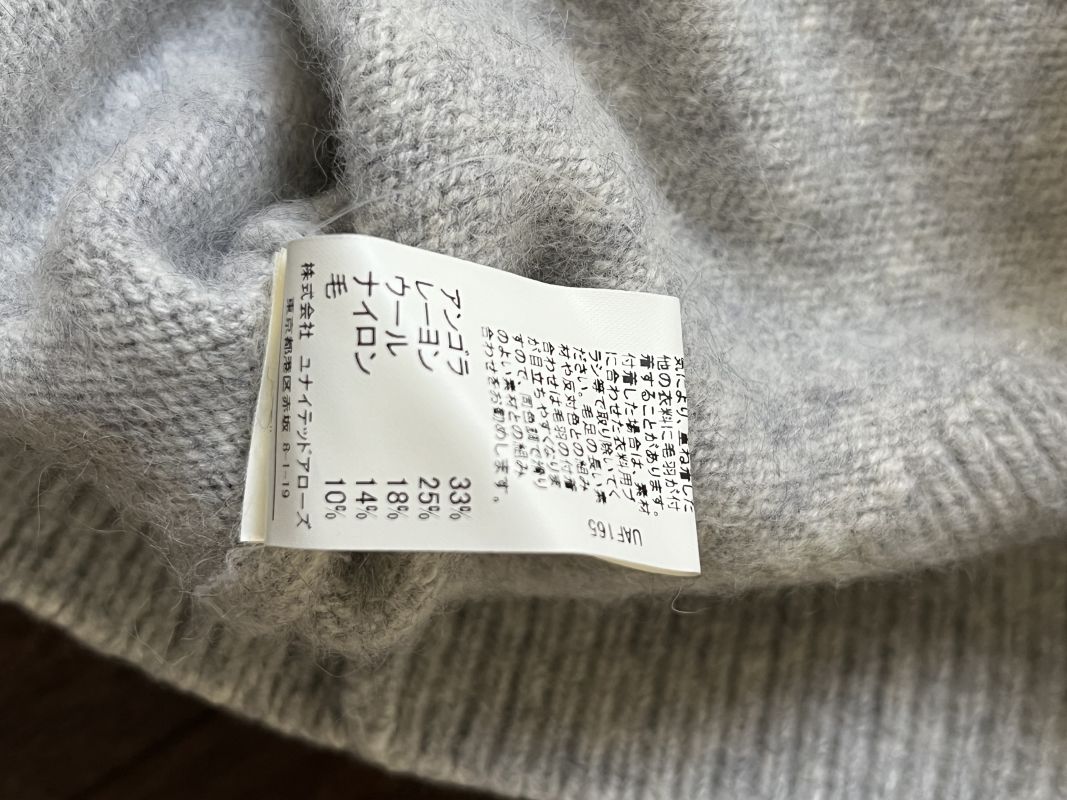 気により、重ね着した
他の衣料に毛羽が付
着することがあります。
付着した場合は、素材
に合わせた衣料用ブ
ラシ等で取り除いてく
ださい。毛足の長い素
材や反対色との組み
合わせは毛羽の付着
が目立ちやすくなりま
すので、同色調で滑り
のよい素材との組み
合わせをお勧めします。
UAF165
アンゴラ 33%
レーヨン 25%
ウール 18%
ナイロン 14%
毛 10%
株式会社 ユナイテッドアローズ
東京都港区赤坂 8-1-19